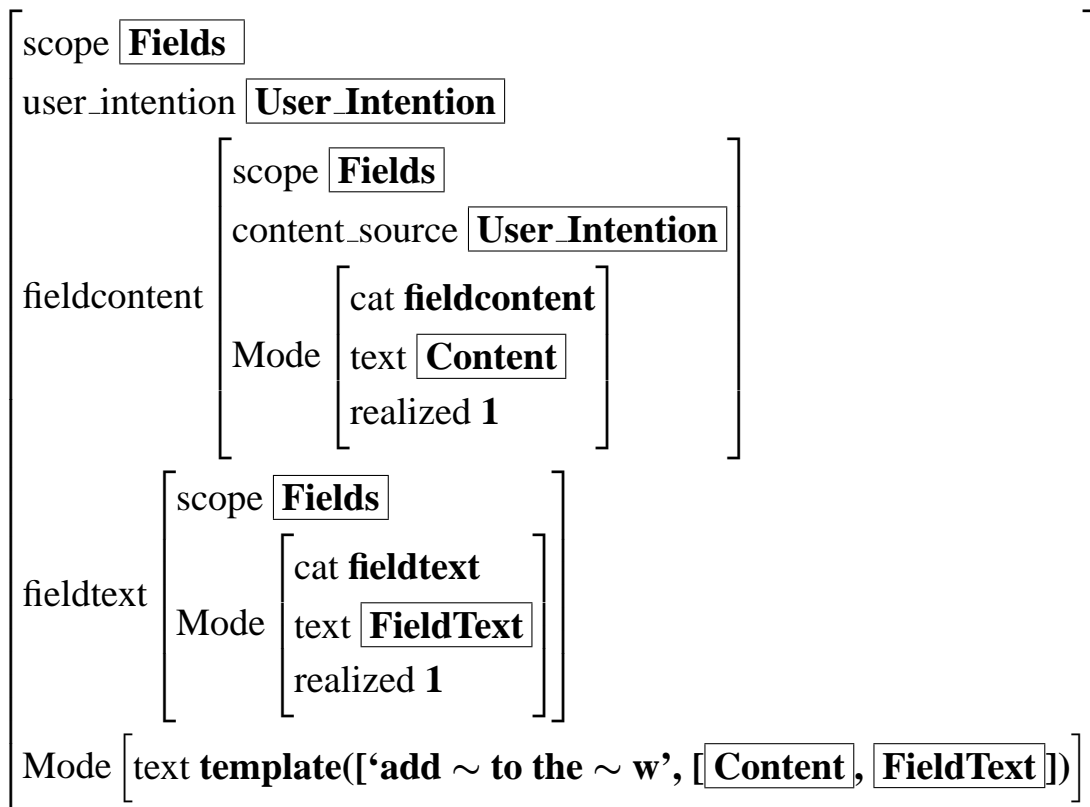 scope Fields
user_intention User_Intention
scope Fields
content_source User_Intention
fieldcontent
cat fieldcontent
Mode text Content
realized 1
scope Fields
fieldtext
cat fieldtext
Mode text FieldText
realized 1
Mode text template([‘add ∼ to the ∼ w’, [Content, FieldText])